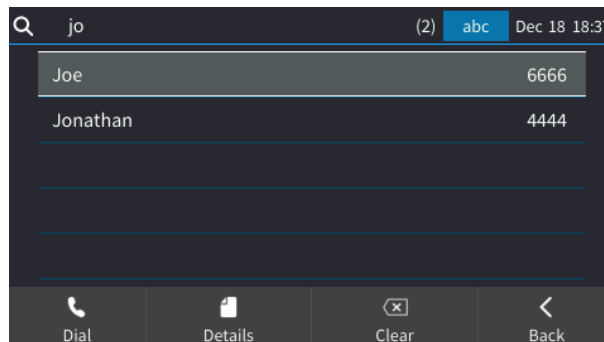 jo (2) abc Dec 18 18:37
Joe 6666
Jonathan 4444
Dial Details Clear Back